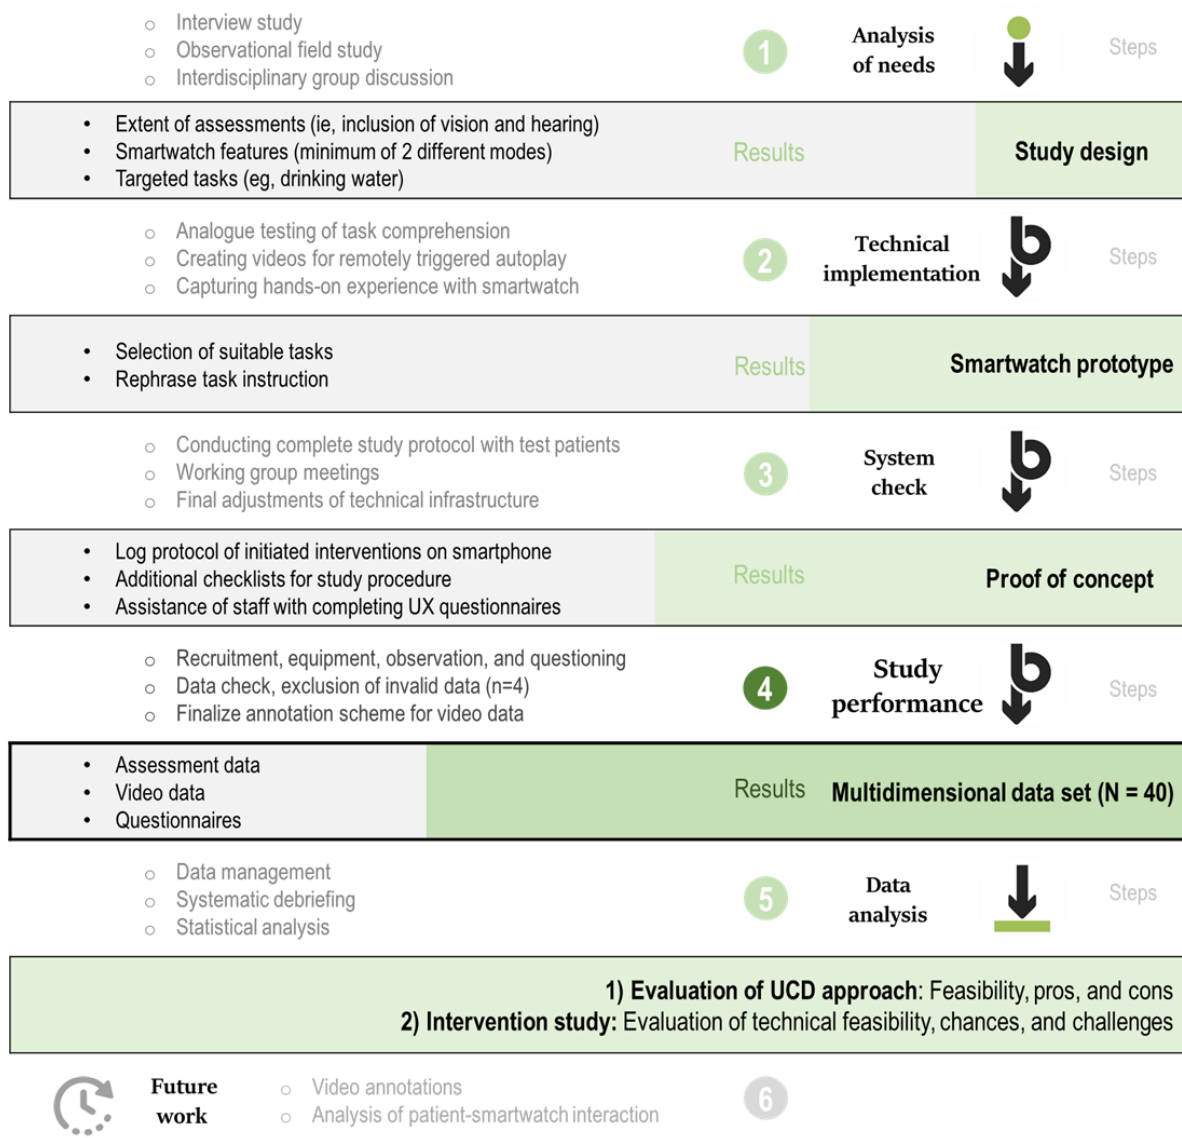 ○ Interview study
○ Observational field study
○ Interdisciplinary group discussion
1
Analysis
of needs
Steps
• Extent of assessments (ie, inclusion of vision and hearing)
• Smartwatch features (minimum of 2 different modes)
• Targeted tasks (eg, drinking water)
Results
Study design
○ Analogue testing of task comprehension
○ Creating videos for remotely triggered autoplay
○ Capturing hands-on experience with smartwatch
2
Technical
implementation
Steps
• Selection of suitable tasks
• Rephrase task instruction
Results
Smartwatch prototype
○ Conducting complete study protocol with test patients
○ Working group meetings
○ Final adjustments of technical infrastructure
3
System
check
Steps
• Log protocol of initiated interventions on smartphone
• Additional checklists for study procedure
• Assistance of staff with completing UX questionnaires
Results
Proof of concept
○ Recruitment, equipment, observation, and questioning
○ Data check, exclusion of invalid data (n=4)
○ Finalize annotation scheme for video data
4
Study
performance
Steps
• Assessment data
• Video data
• Questionnaires
Results
Multidimensional data set (N = 40)
○ Data management
○ Systematic debriefing
○ Statistical analysis
5
Data
analysis
Steps
1) Evaluation of UCD approach: Feasibility, pros, and cons
2) Intervention study: Evaluation of technical feasibility, chances, and challenges
Future
work
○ Video annotations
○ Analysis of patient-smartwatch interaction
6